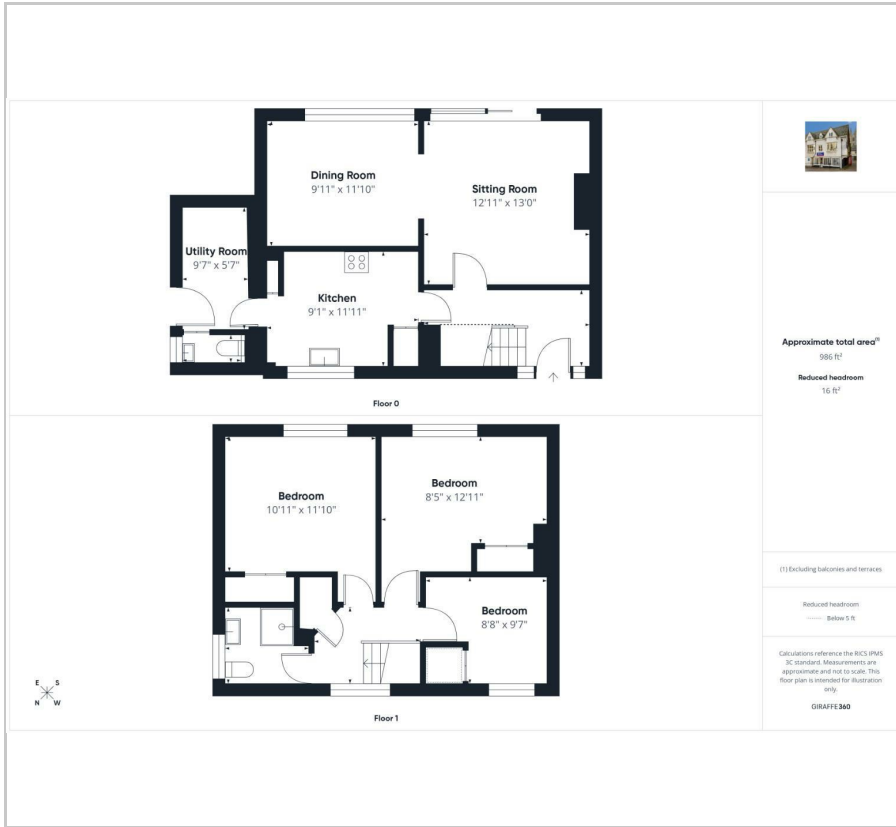 Dining Room
9'11" x 11'10"
Sitting Room
12'11" x 13'0"
Utility Room
9'7" x 5'7"
Kitchen
9'1" x 11'11"
Floor 0
Bedroom
10'11" x 11'10"
Bedroom
8'5" x 12'11"
Bedroom
8'8" x 9'7"
E S
N W
Floor 1
Approximate total area(1)
986 ft²
Reduced headroom
16 ft²
(1) Excluding balconies and terraces
Reduced headroom
Below 5 ft
Calculations reference the RICS IPMS
3C standard. Measurements are
approximate and not to scale. This
floor plan is intended for illustration
only.
GIRAFFE360